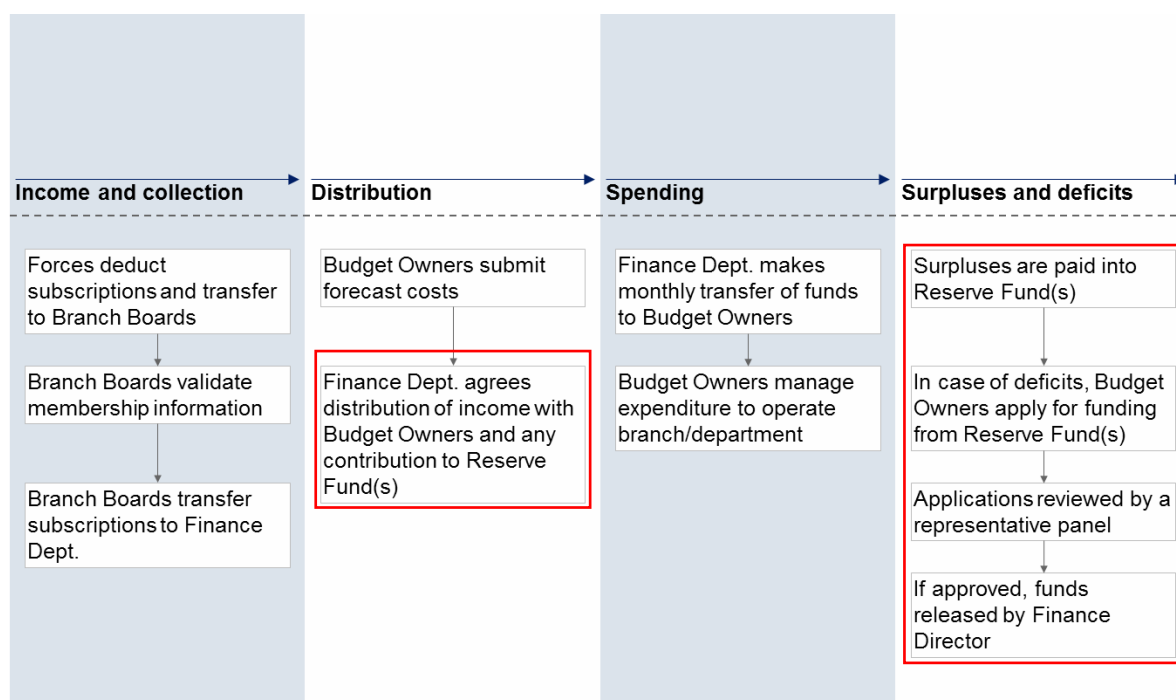 Income and collection
Distribution
Spending
Surpluses and deficits
Forces deduct
subscriptions and transfer
to Branch Boards
Branch Boards validate
membership information
Branch Boards transfer
subscriptions to Finance
Dept.
Budget Owners submit
forecast costs
Finance Dept. agrees
distribution of income with
Budget Owners and any
contribution to Reserve
Fund(s)
Finance Dept. makes
monthly transfer of funds
to Budget Owners
Budget Owners manage
expenditure to operate
branch/department
Surpluses are paid into
Reserve Fund(s)
In case of deficits, Budget
Owners apply for funding
from Reserve Fund(s)
Applications reviewed by a
representative panel
If approved, funds
released by Finance
Director